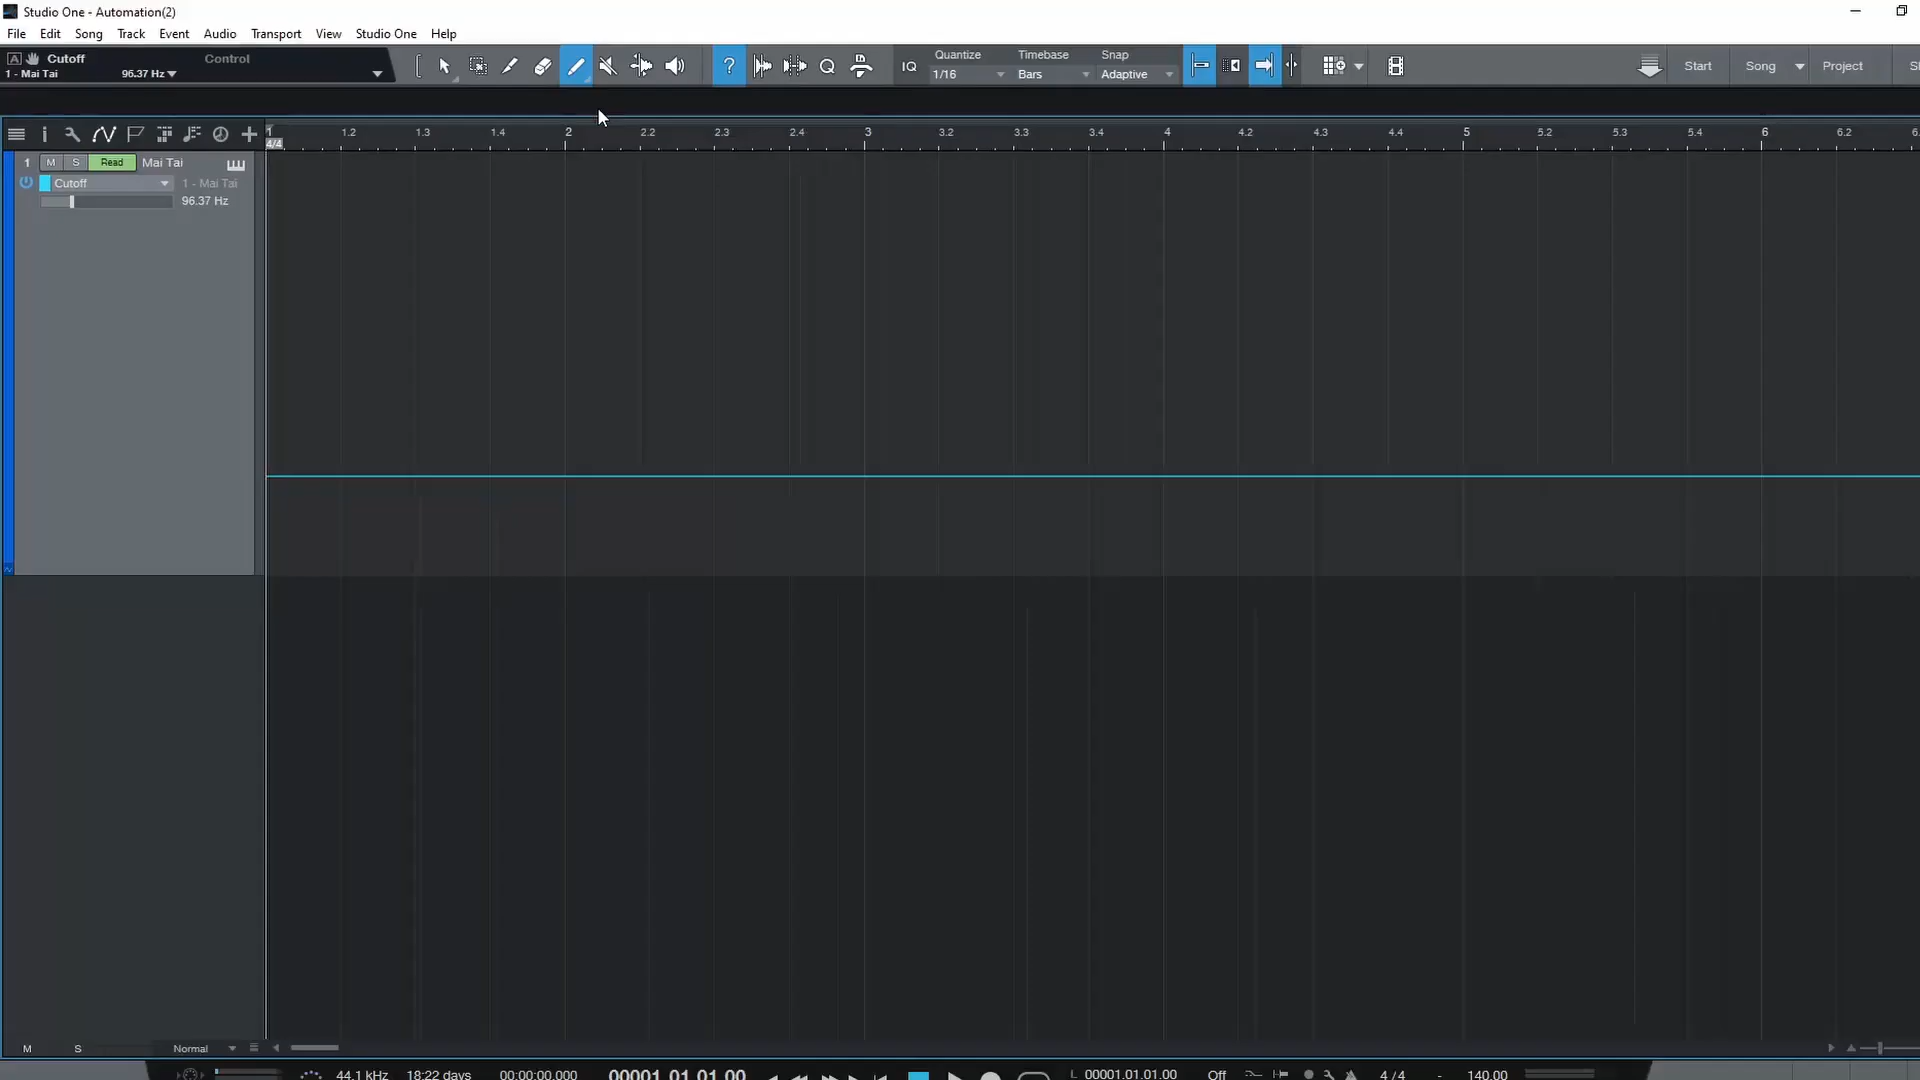 Studio One - Automation(2)
File Edit Song Track Event Audio Transport View Studio One Help
A Cutoff Control
1 - Mai Tai 96.37 Hz
? Q IQ
Quantize Timebase Snap
1/16 Bars Adaptive
Start Song Project
i
1 1.2 1.3 1.4 2 2.2 2.3 2.4 3 3.2 3.3 3.4 4 4.2 4.3 4.4 5 5.2 5.3 5.4 6 6.2
4/4
1 M S Read Mai Tai
Cutoff 1 - Mai Tai
96.37 Hz
M S Normal
44.1 kHz 18:22 days 00:00:00.000 00001.01.01.00 L 00001.01.01.00 Off 4/4 - 140.00